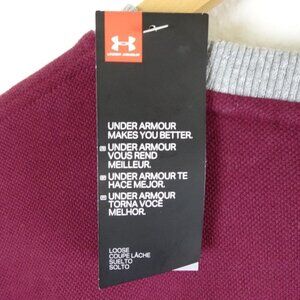 UNDER ARMOUR
UNDER ARMOUR
MAKES YOU BETTER.
UNDER ARMOUR
VOUS REND
MEILLEUR.
UNDER ARMOUR TE
HACE MEJOR.
UNDER ARMOUR
TORNA VOCÊ
MELHOR.
LOOSE
COUPE LÂCHE
SUELTO
SOLTO